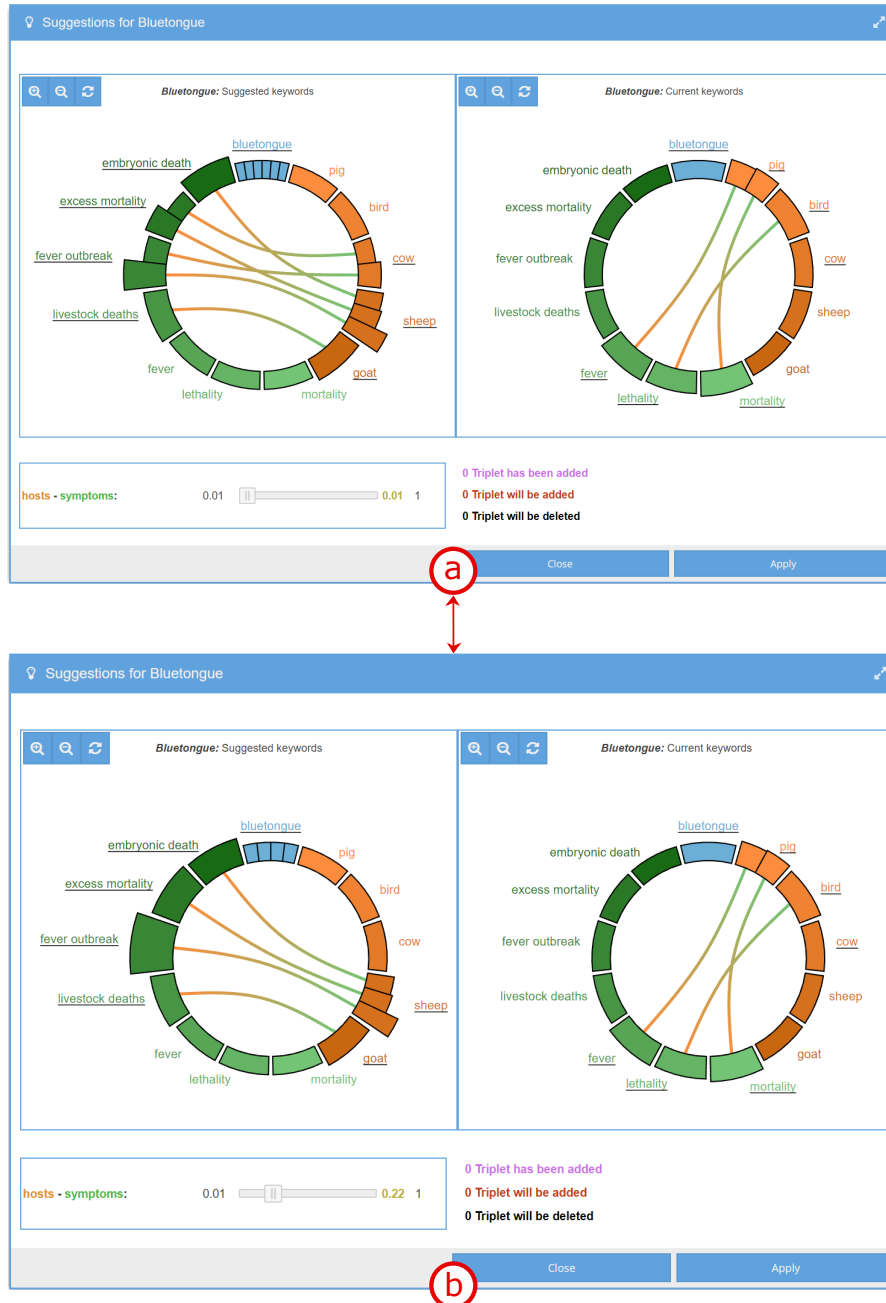 Suggestions for Bluetongue
Bluetongue: Suggested keywords
bluetongue
embryonic death
pig
excess mortality
bird
fever outbreak
cow
livestock deaths
sheep
fever
goat
lethality
mortality
Bluetongue: Current keywords
bluetongue
embryonic death
pig
excess mortality
bird
fever outbreak
cow
livestock deaths
sheep
fever
goat
lethality
mortality
hosts - symptoms:
0.01
0.01
1
0 Triplet has been added
0 Triplet will be added
0 Triplet will be deleted
a
Close
Apply
Suggestions for Bluetongue
Bluetongue: Suggested keywords
bluetongue
embryonic death
pig
excess mortality
bird
fever outbreak
cow
livestock deaths
sheep
fever
goat
lethality
mortality
Bluetongue: Current keywords
bluetongue
embryonic death
pig
excess mortality
bird
fever outbreak
cow
livestock deaths
sheep
fever
goat
lethality
mortality
hosts - symptoms:
0.01
0.22
1
0 Triplet has been added
0 Triplet will be added
0 Triplet will be deleted
b
Close
Apply